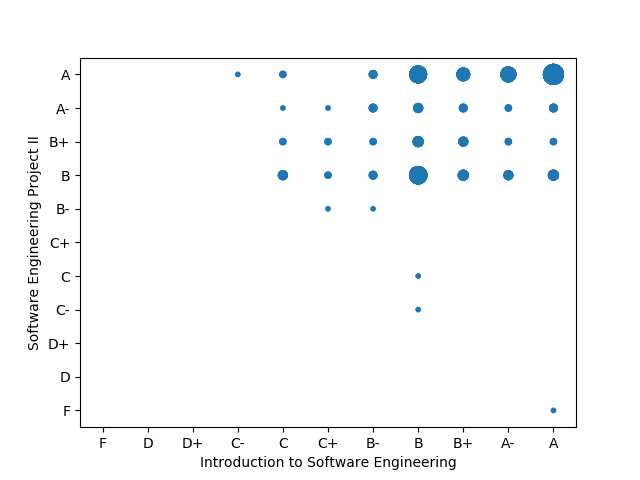 Software Engineering Project II
A
A-
B+
B
B-
C+
C
C-
D+
D
F
F D D+ C- C C+ B- B B+ A- A
Introduction to Software Engineering